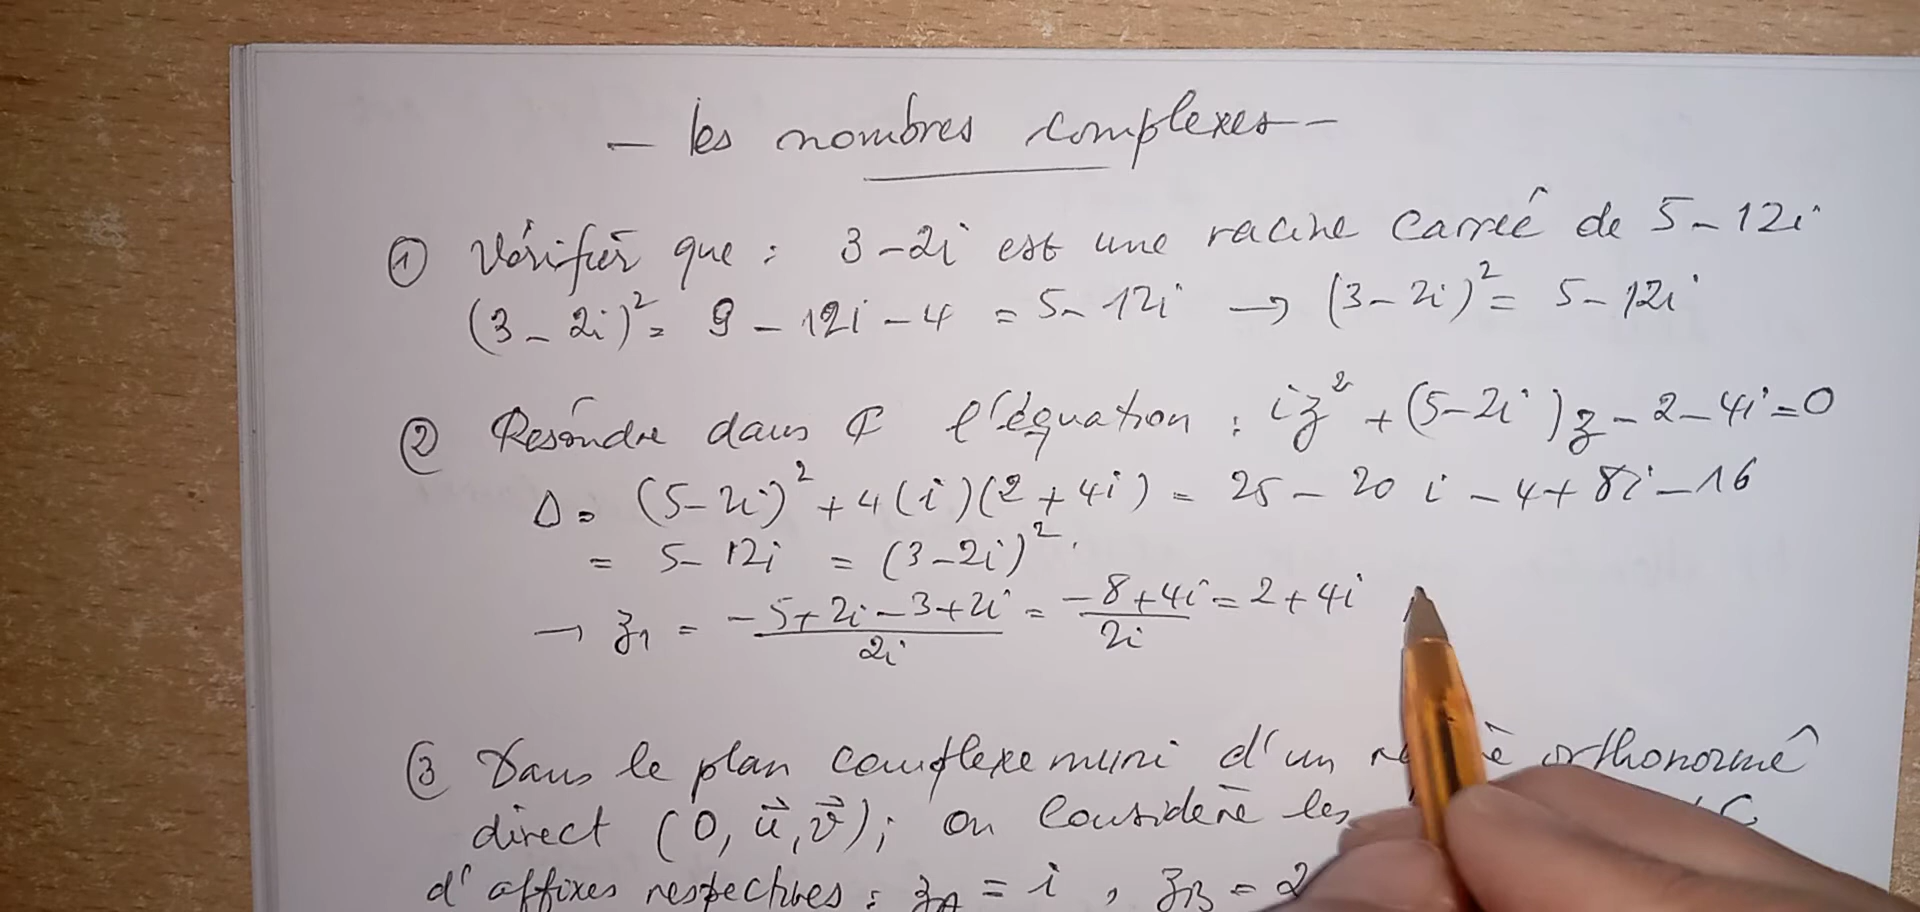 – les nombres complexes –
① Vérifier que : 3 – 2i est une racine carrée de 5 – 12i
(3 – 2i)² = 9 – 12i – 4 = 5 – 12i → (3 – 2i)² = 5 – 12i
② Résoudre dans ℂ l'équation : iz² + (5 – 2i)z – 2 – 4i = 0
Δ = (5 – 2i)² + 4(i)(2 + 4i) = 25 – 20i – 4 + 8i – 16
= 5 – 12i = (3 – 2i)².
→ z₁ = (–5 + 2i – 3 + 2i)/2i = (–8 + 4i)/2i = 2 + 4i
③ Dans le plan complexe muni d'un orthonormé
direct (O, u⃗, v⃗); on considère les C
d'affixes respectives : zA = i , zB = 2